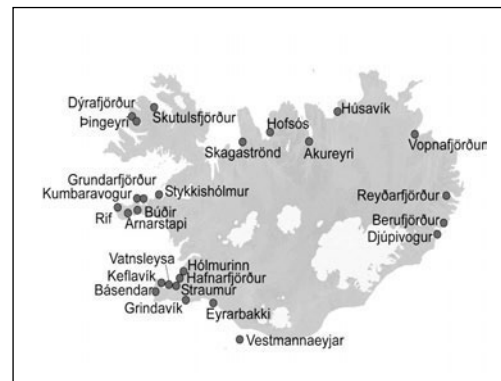 Dýrafjörður
Þingeyri
Skutulsfjörður
Húsavík
Hofsós
Skagaströnd
Akureyri
Vopnafjörður
Grundarfjörður
Kumbaravogur
Stykkishólmur
Rif
Búðir
Arnarstapi
Reyðarfjörður
Berufjörður
Djúpivogur
Vatnsleysa
Hólmurinn
Keflavík
Hafnarfjörður
Básendar
Straumur
Grindavík
Eyrarbakki
Vestmannaeyjar